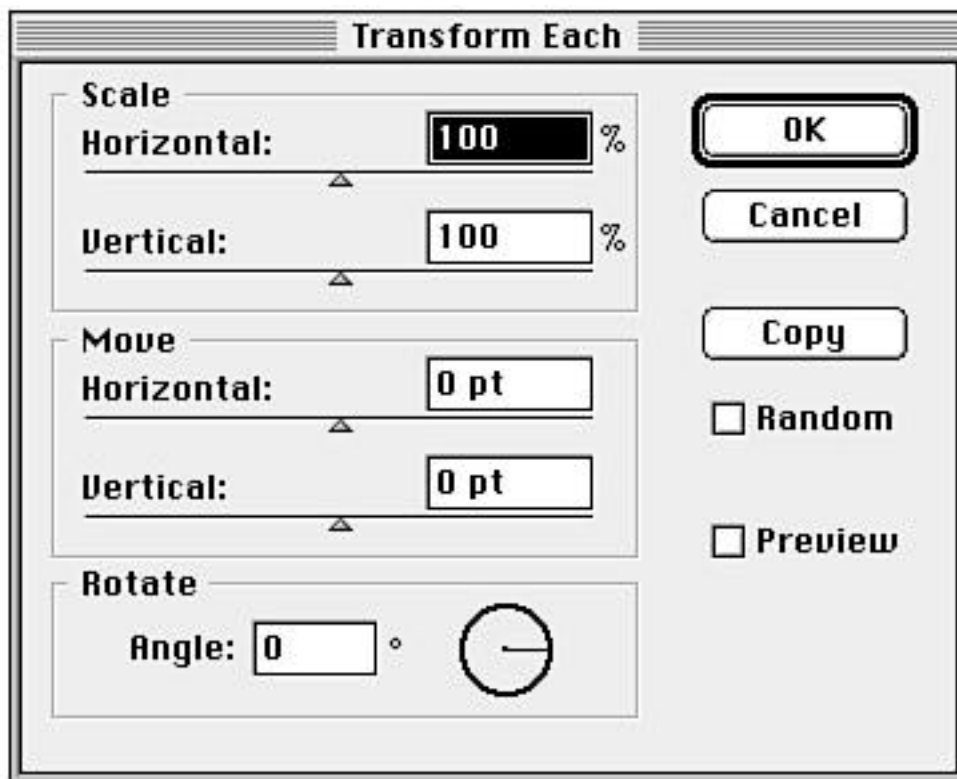 Transform Each
Scale
Horizontal: 100 %
Vertical: 100 %
Move
Horizontal: 0 pt
Vertical: 0 pt
Rotate
Angle: 0 °
OK
Cancel
Copy
Random
Preview